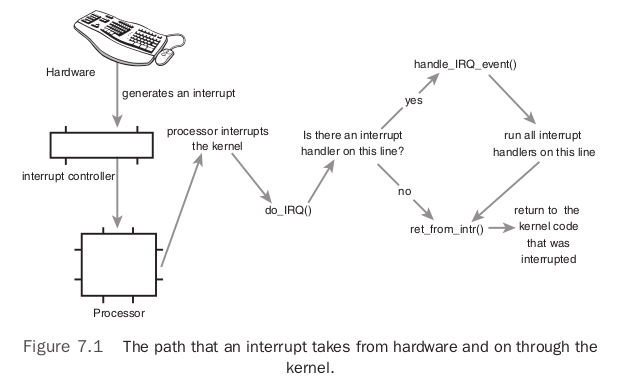 Hardware
generates an interrupt
interrupt controller
Processor
processor interrupts
the kernel
do_IRQ()
Is there an interrupt
handler on this line?
yes
no
handle_IRQ_event()
run all interrupt
handlers on this line
ret_from_intr()
return to the
kernel code
that was
interrupted
Figure 7.1 The path that an interrupt takes from hardware and on through the
kernel.